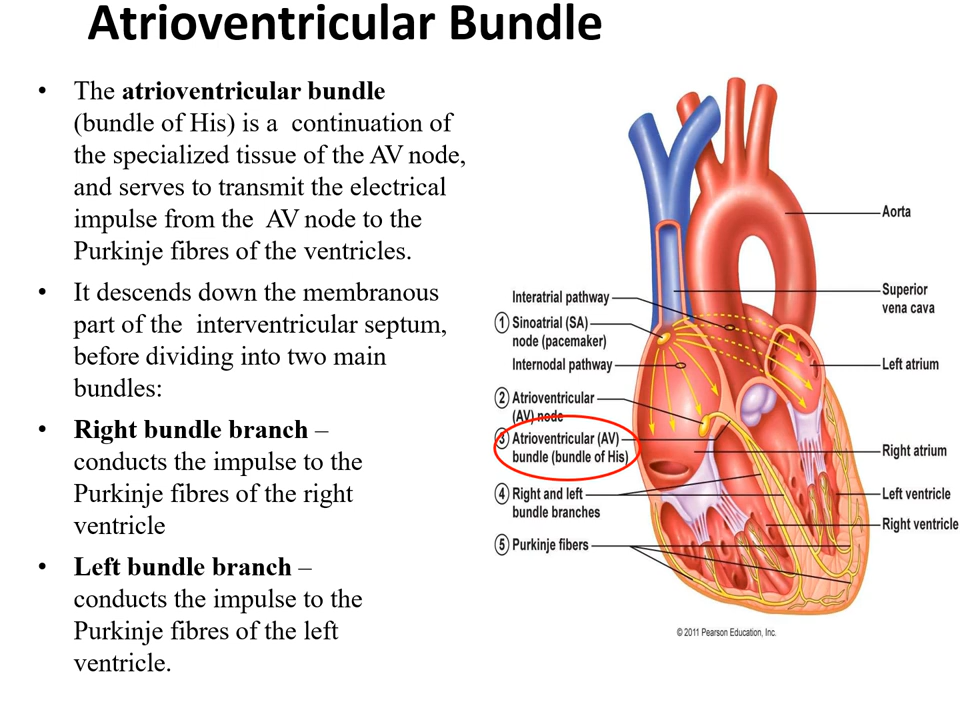 Atrioventricular Bundle
• The atrioventricular bundle
(bundle of His) is a continuation of
the specialized tissue of the AV node,
and serves to transmit the electrical
impulse from the AV node to the
Purkinje fibres of the ventricles.
• It descends down the membranous
part of the interventricular septum,
before dividing into two main
bundles:
• Right bundle branch –
conducts the impulse to the
Purkinje fibres of the right
ventricle
• Left bundle branch –
conducts the impulse to the
Purkinje fibres of the left
ventricle.
Interatrial pathway
1 Sinoatrial (SA)
node (pacemaker)
Internodal pathway
2 Atrioventricular
(AV) node
3 Atrioventricular (AV)
bundle (bundle of His)
4 Right and left
bundle branches
5 Purkinje fibers
Aorta
Superior
vena cava
Left atrium
Right atrium
Left ventricle
Right ventricle
© 2011 Pearson Education, Inc.